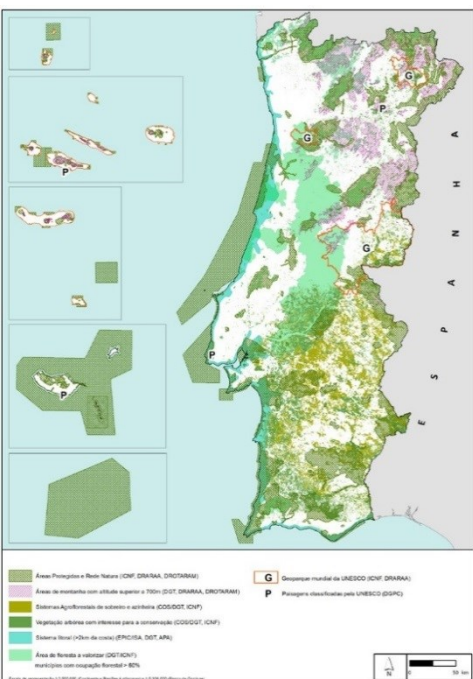 G
P
G
P
G
P
P
E S P A N H A
Áreas Protegidas e Rede Natura (ICNF, DRARAA, DROTARAM)
Áreas de montanha com altitude superior a 700m (DGT, DRARAA, DROTARAM)
Sistemas Agroflorestais de sobreiro e azinheira (COS/DGT, ICNF)
Vegetação arbórea com interesse para a conservação (COS/DGT, ICNF)
Sistema litoral (>2km da costa) (EPIC/ISA, DGT, APA)
Área de floresta a valorizar (DGT/ICNF)
municípios com ocupação florestal > 60%
G Geoparque mundial da UNESCO (ICNF, DRARAA)
P Paisagens classificadas pela UNESCO (DGPC)
N
0 50 km